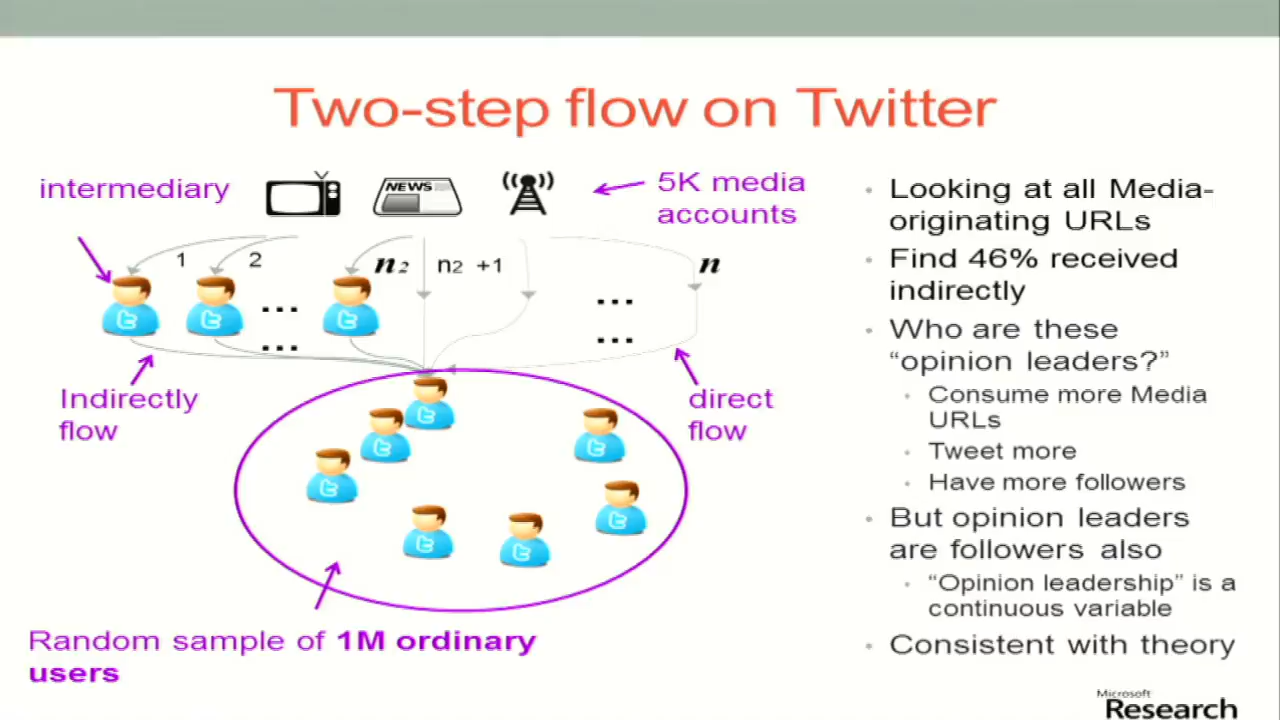 Two-step flow on Twitter
intermediary
NEWS
5K media
accounts
1
2
n2
n2 +1
n
...
...
...
...
Indirectly
flow
direct
flow
Random sample of 1M ordinary
users
• Looking at all Media-
originating URLs
• Find 46% received
indirectly
• Who are these
“opinion leaders?”
• Consume more Media
URLs
• Tweet more
• Have more followers
• But opinion leaders
are followers also
• “Opinion leadership” is a
continuous variable
• Consistent with theory
Microsoft
Research